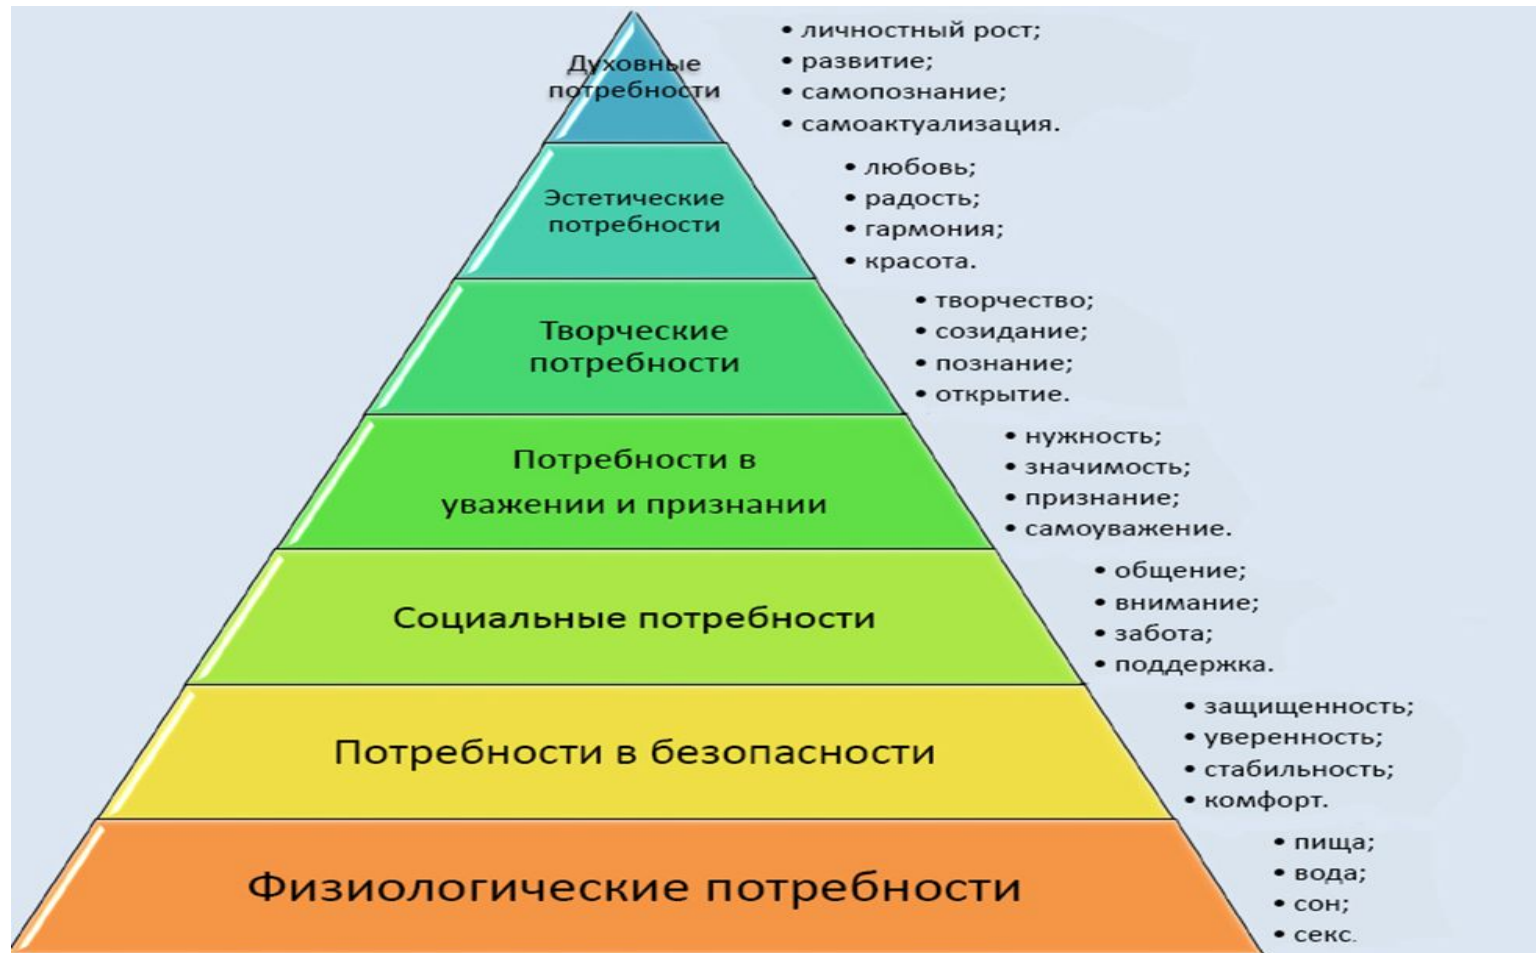 Духовные
потребности
• личностный рост;
• развитие;
• самопознание;
• самоактуализация.
Эстетические
потребности
• любовь;
• радость;
• гармония;
• красота.
Творческие
потребности
• творчество;
• созидание;
• познание;
• открытие.
Потребности в
уважении и признании
• нужность;
• значимость;
• признание;
• самоуважение.
Социальные потребности
• общение;
• внимание;
• забота;
• поддержка.
Потребности в безопасности
• защищенность;
• уверенность;
• стабильность;
• комфорт.
Физиологические потребности
• пища;
• вода;
• сон;
• секс.